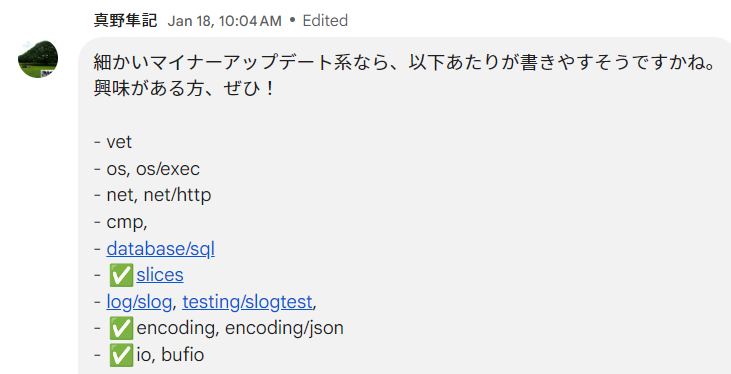 真野隼記 Jan 18, 10:04 AM • Edited
細かいマイナーアップデート系なら、以下あたりが書きやすそうですかね。
興味がある方、ぜひ！
- vet
- os, os/exec
- net, net/http
- cmp,
- database/sql
- ✅slices
- log/slog, testing/slogtest,
- ✅encoding, encoding/json
- ✅io, bufio